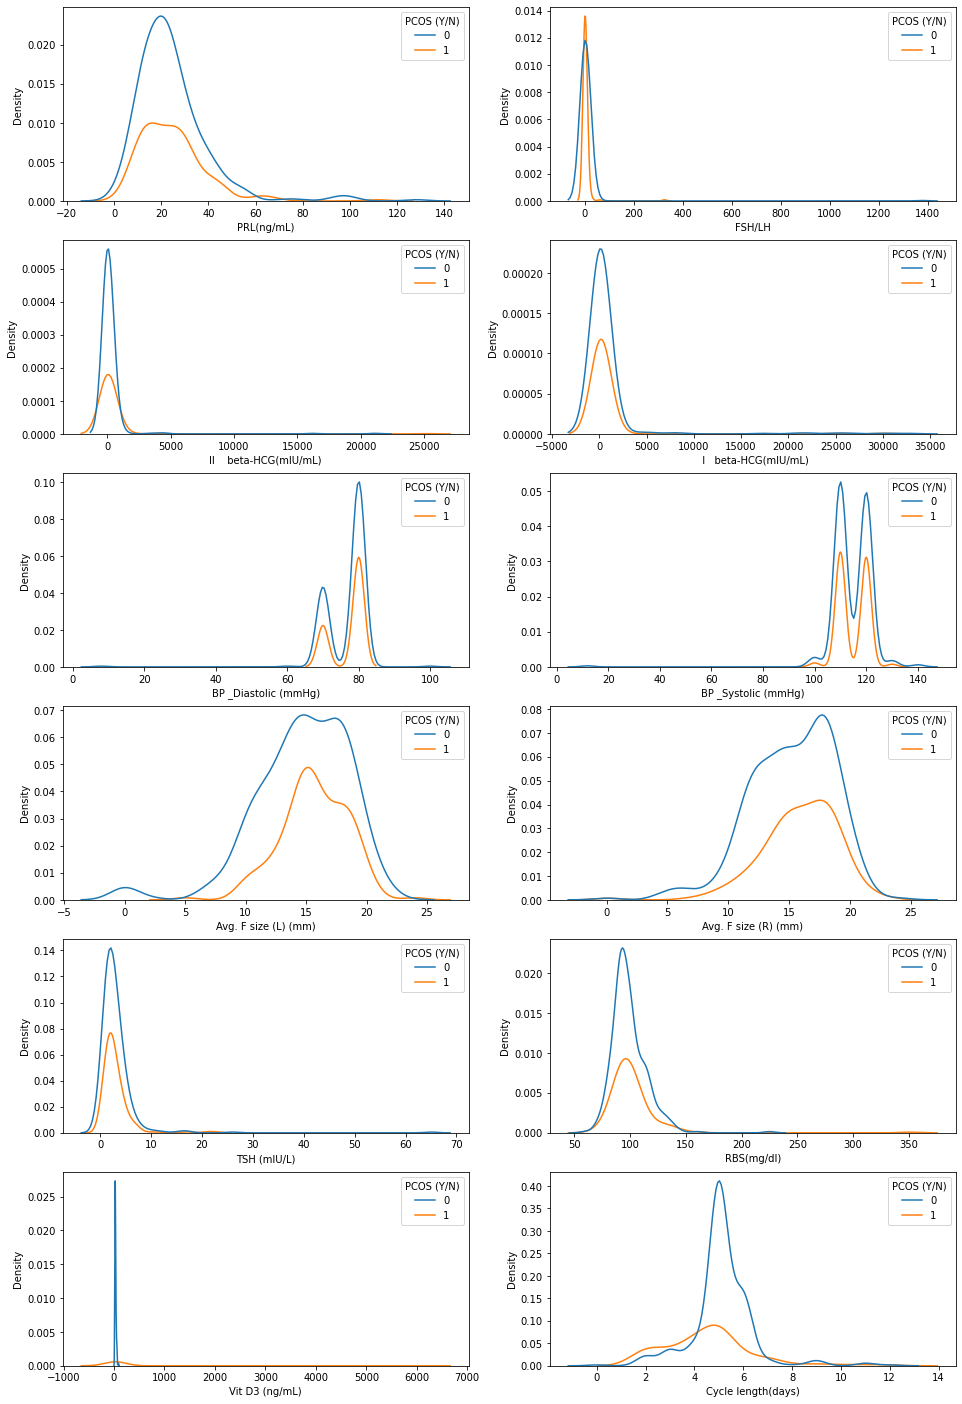 PCOS (Y/N)
0
1
0.020
0.015
0.010
0.005
0.000
Density
−20 0 20 40 60 80 100 120 140
PRL(ng/mL)
PCOS (Y/N)
0
1
0.014
0.012
0.010
0.008
0.006
0.004
0.002
0.000
Density
0 200 400 600 800 1000 1200 1400
FSH/LH
PCOS (Y/N)
0
1
0.0005
0.0004
0.0003
0.0002
0.0001
0.0000
Density
0 5000 10000 15000 20000 25000
II beta-HCG(mIU/mL)
PCOS (Y/N)
0
1
0.00020
0.00015
0.00010
0.00005
0.00000
Density
−5000 0 5000 10000 15000 20000 25000 30000 35000
I beta-HCG(mIU/mL)
PCOS (Y/N)
0
1
0.10
0.08
0.06
0.04
0.02
0.00
Density
0 20 40 60 80 100
BP _Diastolic (mmHg)
PCOS (Y/N)
0
1
0.05
0.04
0.03
0.02
0.01
0.00
Density
0 20 40 60 80 100 120 140
BP _Systolic (mmHg)
PCOS (Y/N)
0
1
0.07
0.06
0.05
0.04
0.03
0.02
0.01
0.00
Density
−5 0 5 10 15 20 25
Avg. F size (L) (mm)
PCOS (Y/N)
0
1
0.08
0.07
0.06
0.05
0.04
0.03
0.02
0.01
0.00
Density
0 5 10 15 20 25
Avg. F size (R) (mm)
PCOS (Y/N)
0
1
0.14
0.12
0.10
0.08
0.06
0.04
0.02
0.00
Density
0 10 20 30 40 50 60 70
TSH (mIU/L)
PCOS (Y/N)
0
1
0.020
0.015
0.010
0.005
0.000
Density
50 100 150 200 250 300 350
RBS(mg/dl)
PCOS (Y/N)
0
1
0.025
0.020
0.015
0.010
0.005
0.000
Density
−1000 0 1000 2000 3000 4000 5000 6000 7000
Vit D3 (ng/mL)
PCOS (Y/N)
0
1
0.40
0.35
0.30
0.25
0.20
0.15
0.10
0.05
0.00
Density
0 2 4 6 8 10 12 14
Cycle length(days)